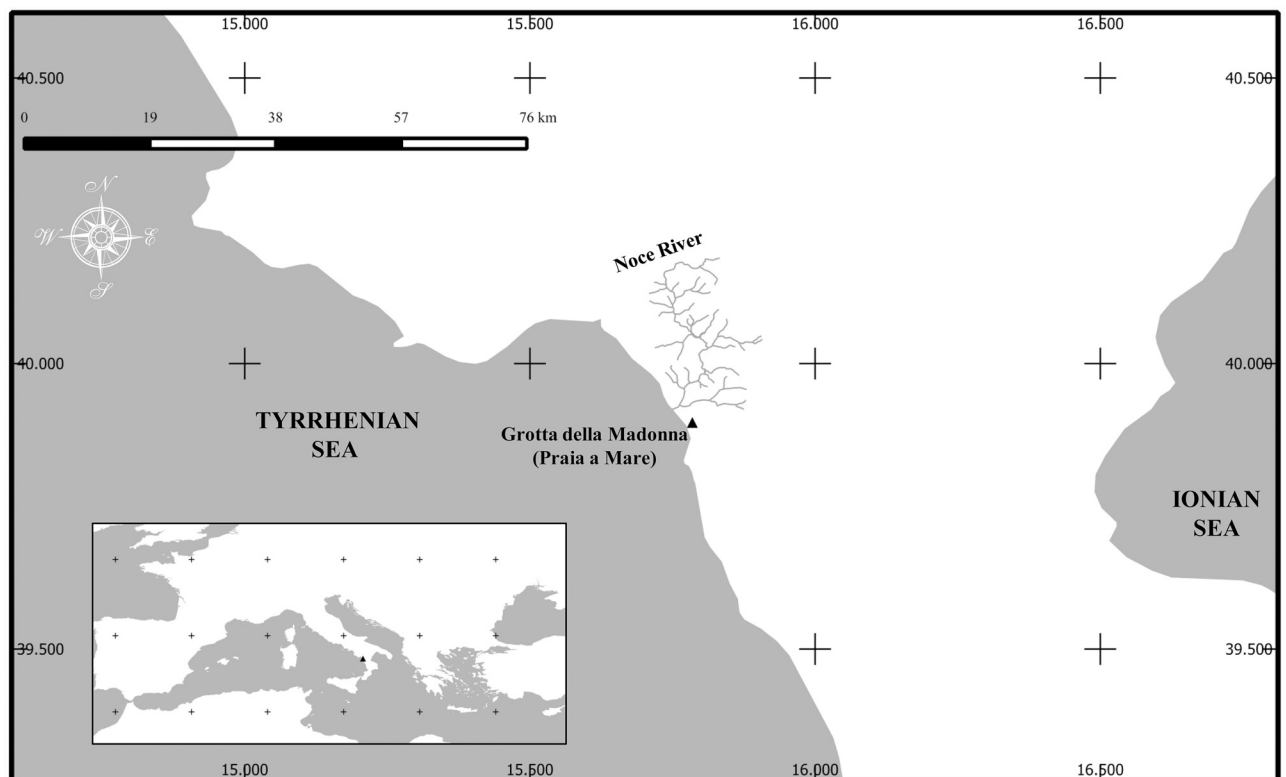 15.000 15.500 16.000 16.500
40.500 40.500
0 19 38 57 76 km
N
W E
S
Noce River
40.000 40.000
TYRRHENIAN
SEA
Grotta della Madonna
(Praia a Mare)
IONIAN
SEA
39.500 39.500
15.000 15.500 16.000 16.500